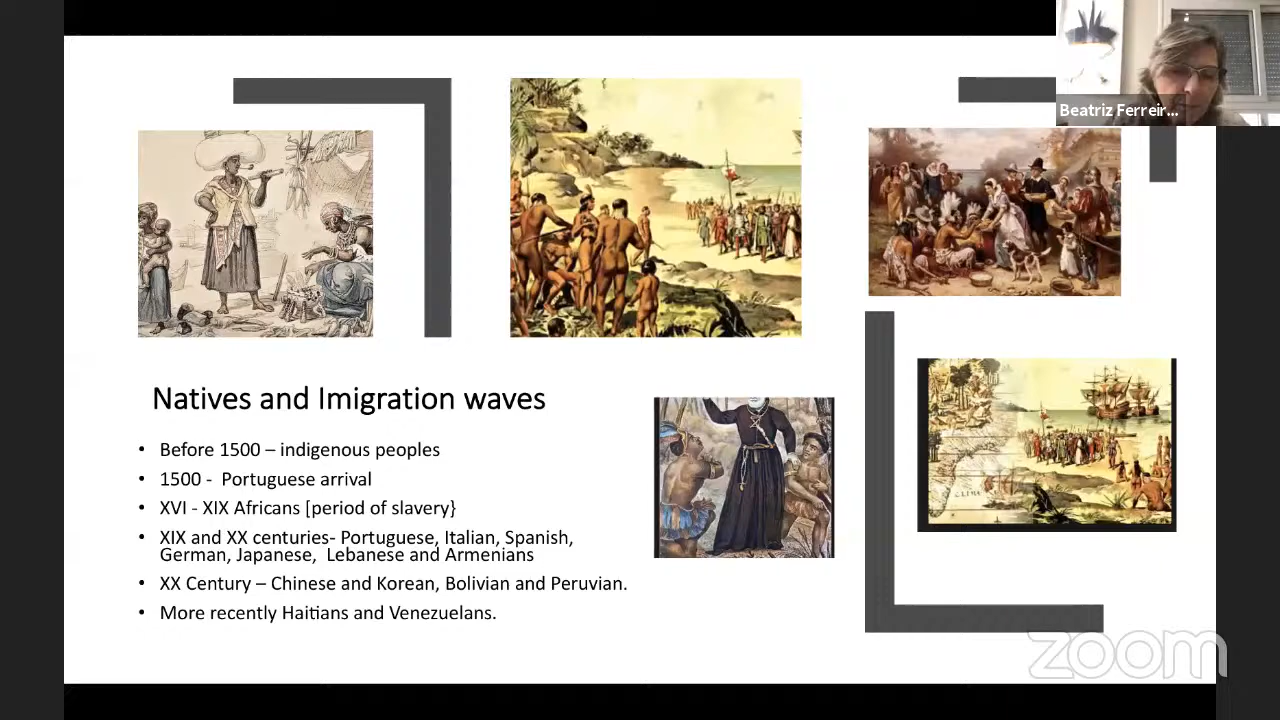 Beatriz Ferreir...
Natives and Imigration waves
• Before 1500 – indigenous peoples
• 1500 - Portuguese arrival
• XVI - XIX Africans [period of slavery}
• XIX and XX centuries- Portuguese, Italian, Spanish,
German, Japanese, Lebanese and Armenians
• XX Century – Chinese and Korean, Bolivian and Peruvian.
• More recently Haitians and Venezuelans.
zoom